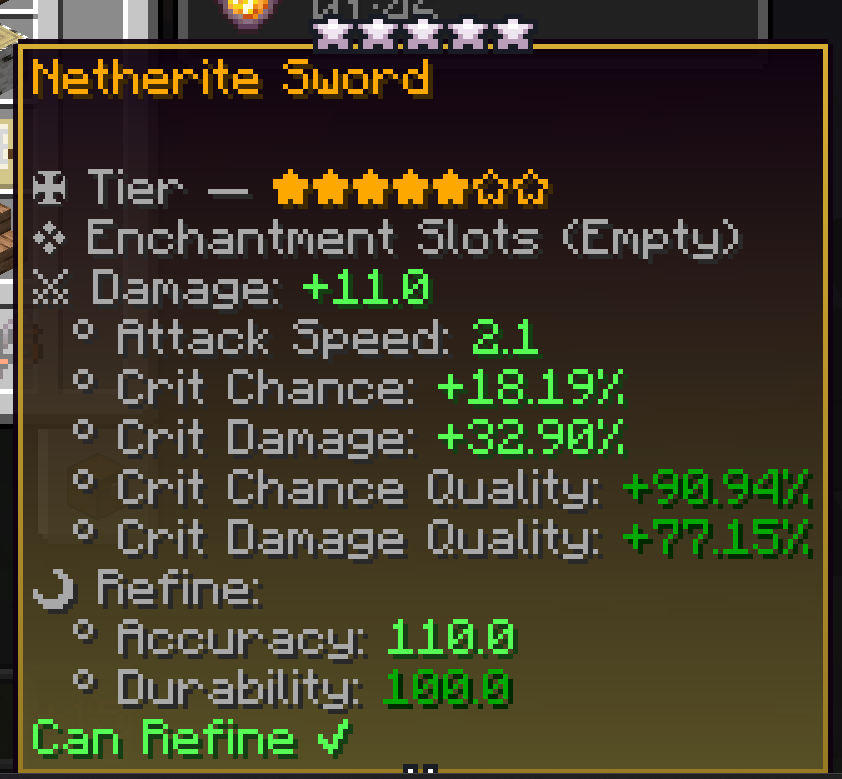 Netherite Sword
✠ Tier — ★★★★★☆☆
❖ Enchantment Slots (Empty)
⚔ Damage: +11.0
° Attack Speed: 2.1
° Crit Chance: +18.19%
° Crit Damage: +32.90%
° Crit Chance Quality: +90.94%
° Crit Damage Quality: +77.15%
☽ Refine:
° Accuracy: 110.0
° Durability: 100.0
Can Refine ✓